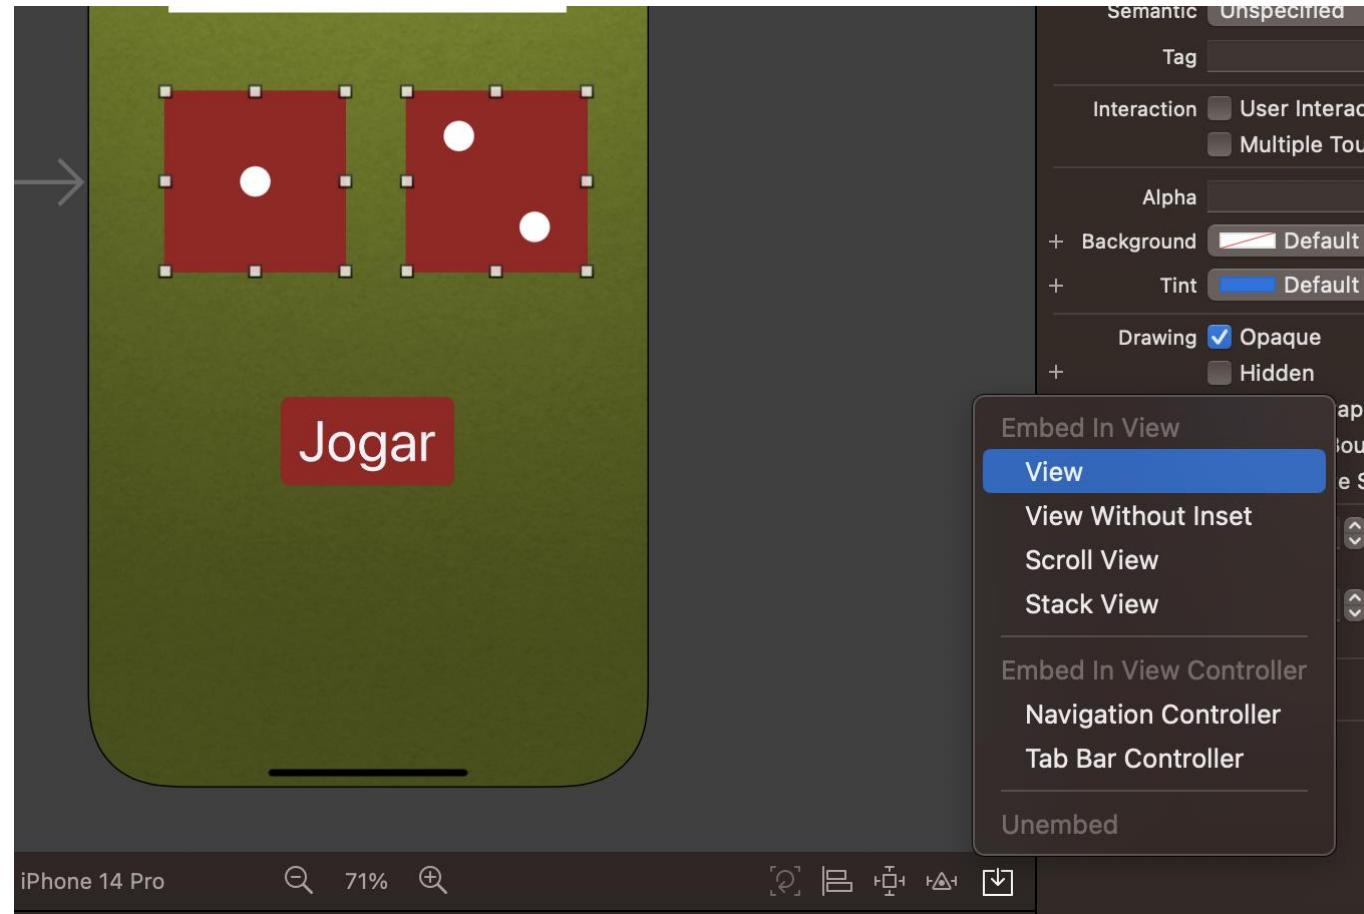 Semantic Unspecified
Tag
Interaction User Interac
Multiple Tou
Alpha
+ Background Default
+ Tint Default
Drawing Opaque
+ Hidden
Jogar
Embed In View
View
View Without Inset
Scroll View
Stack View
Embed In View Controller
Navigation Controller
Tab Bar Controller
Unembed
iPhone 14 Pro 71%